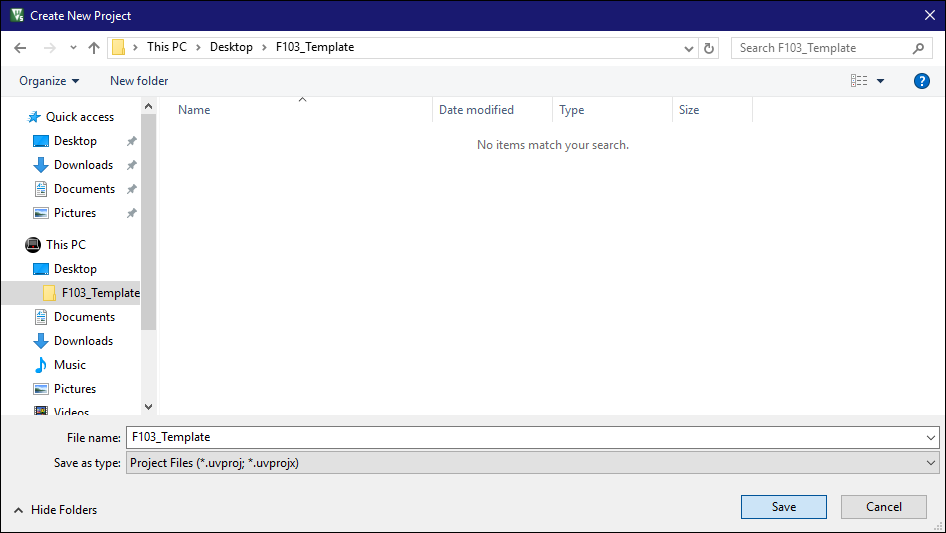 Create New Project
This PC > Desktop > F103_Template
Search F103_Template
Organize
New folder
Name
Date modified
Type
Size
No items match your search.
Quick access
Desktop
Downloads
Documents
Pictures
This PC
Desktop
F103_Template
Documents
Downloads
Music
Pictures
Videos
File name: F103_Template
Save as type: Project Files (*.uvproj; *.uvprojx)
Hide Folders
Save
Cancel